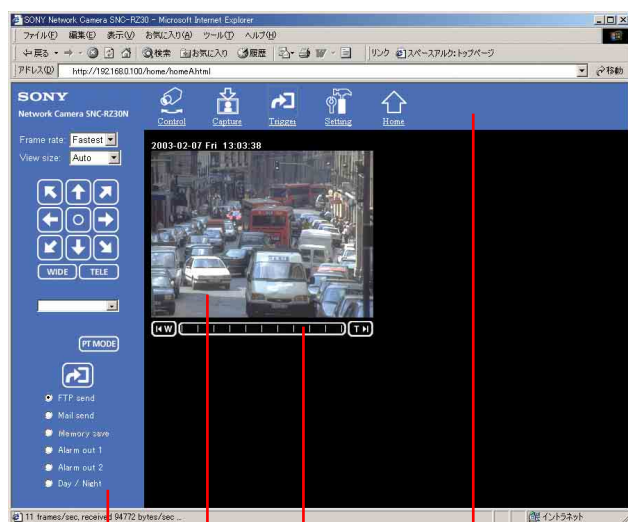 SONY Network Camera SNC-RZ30 - Microsoft Internet Explorer
ファイル(F) 編集(E) 表示(V) お気に入り(A) ツール(T) ヘルプ(H)
戻る 検索 お気に入り 履歴 リンク スペースアルク:トップページ
アドレス(D) http://192.168.0.100/home/homeA.html 移動
SONY
Network Camera SNC-RZ30N
Control Capture Trigger Setting Home
Frame rate: Fastest
View size: Auto
2003-02-07 Fri 13:03:38
WIDE TELE
W T
PT MODE
FTP send
Mail send
Memory save
Alarm out 1
Alarm out 2
Day / Night
11 frames/sec, received 94772 bytes/sec ...
イントラネット